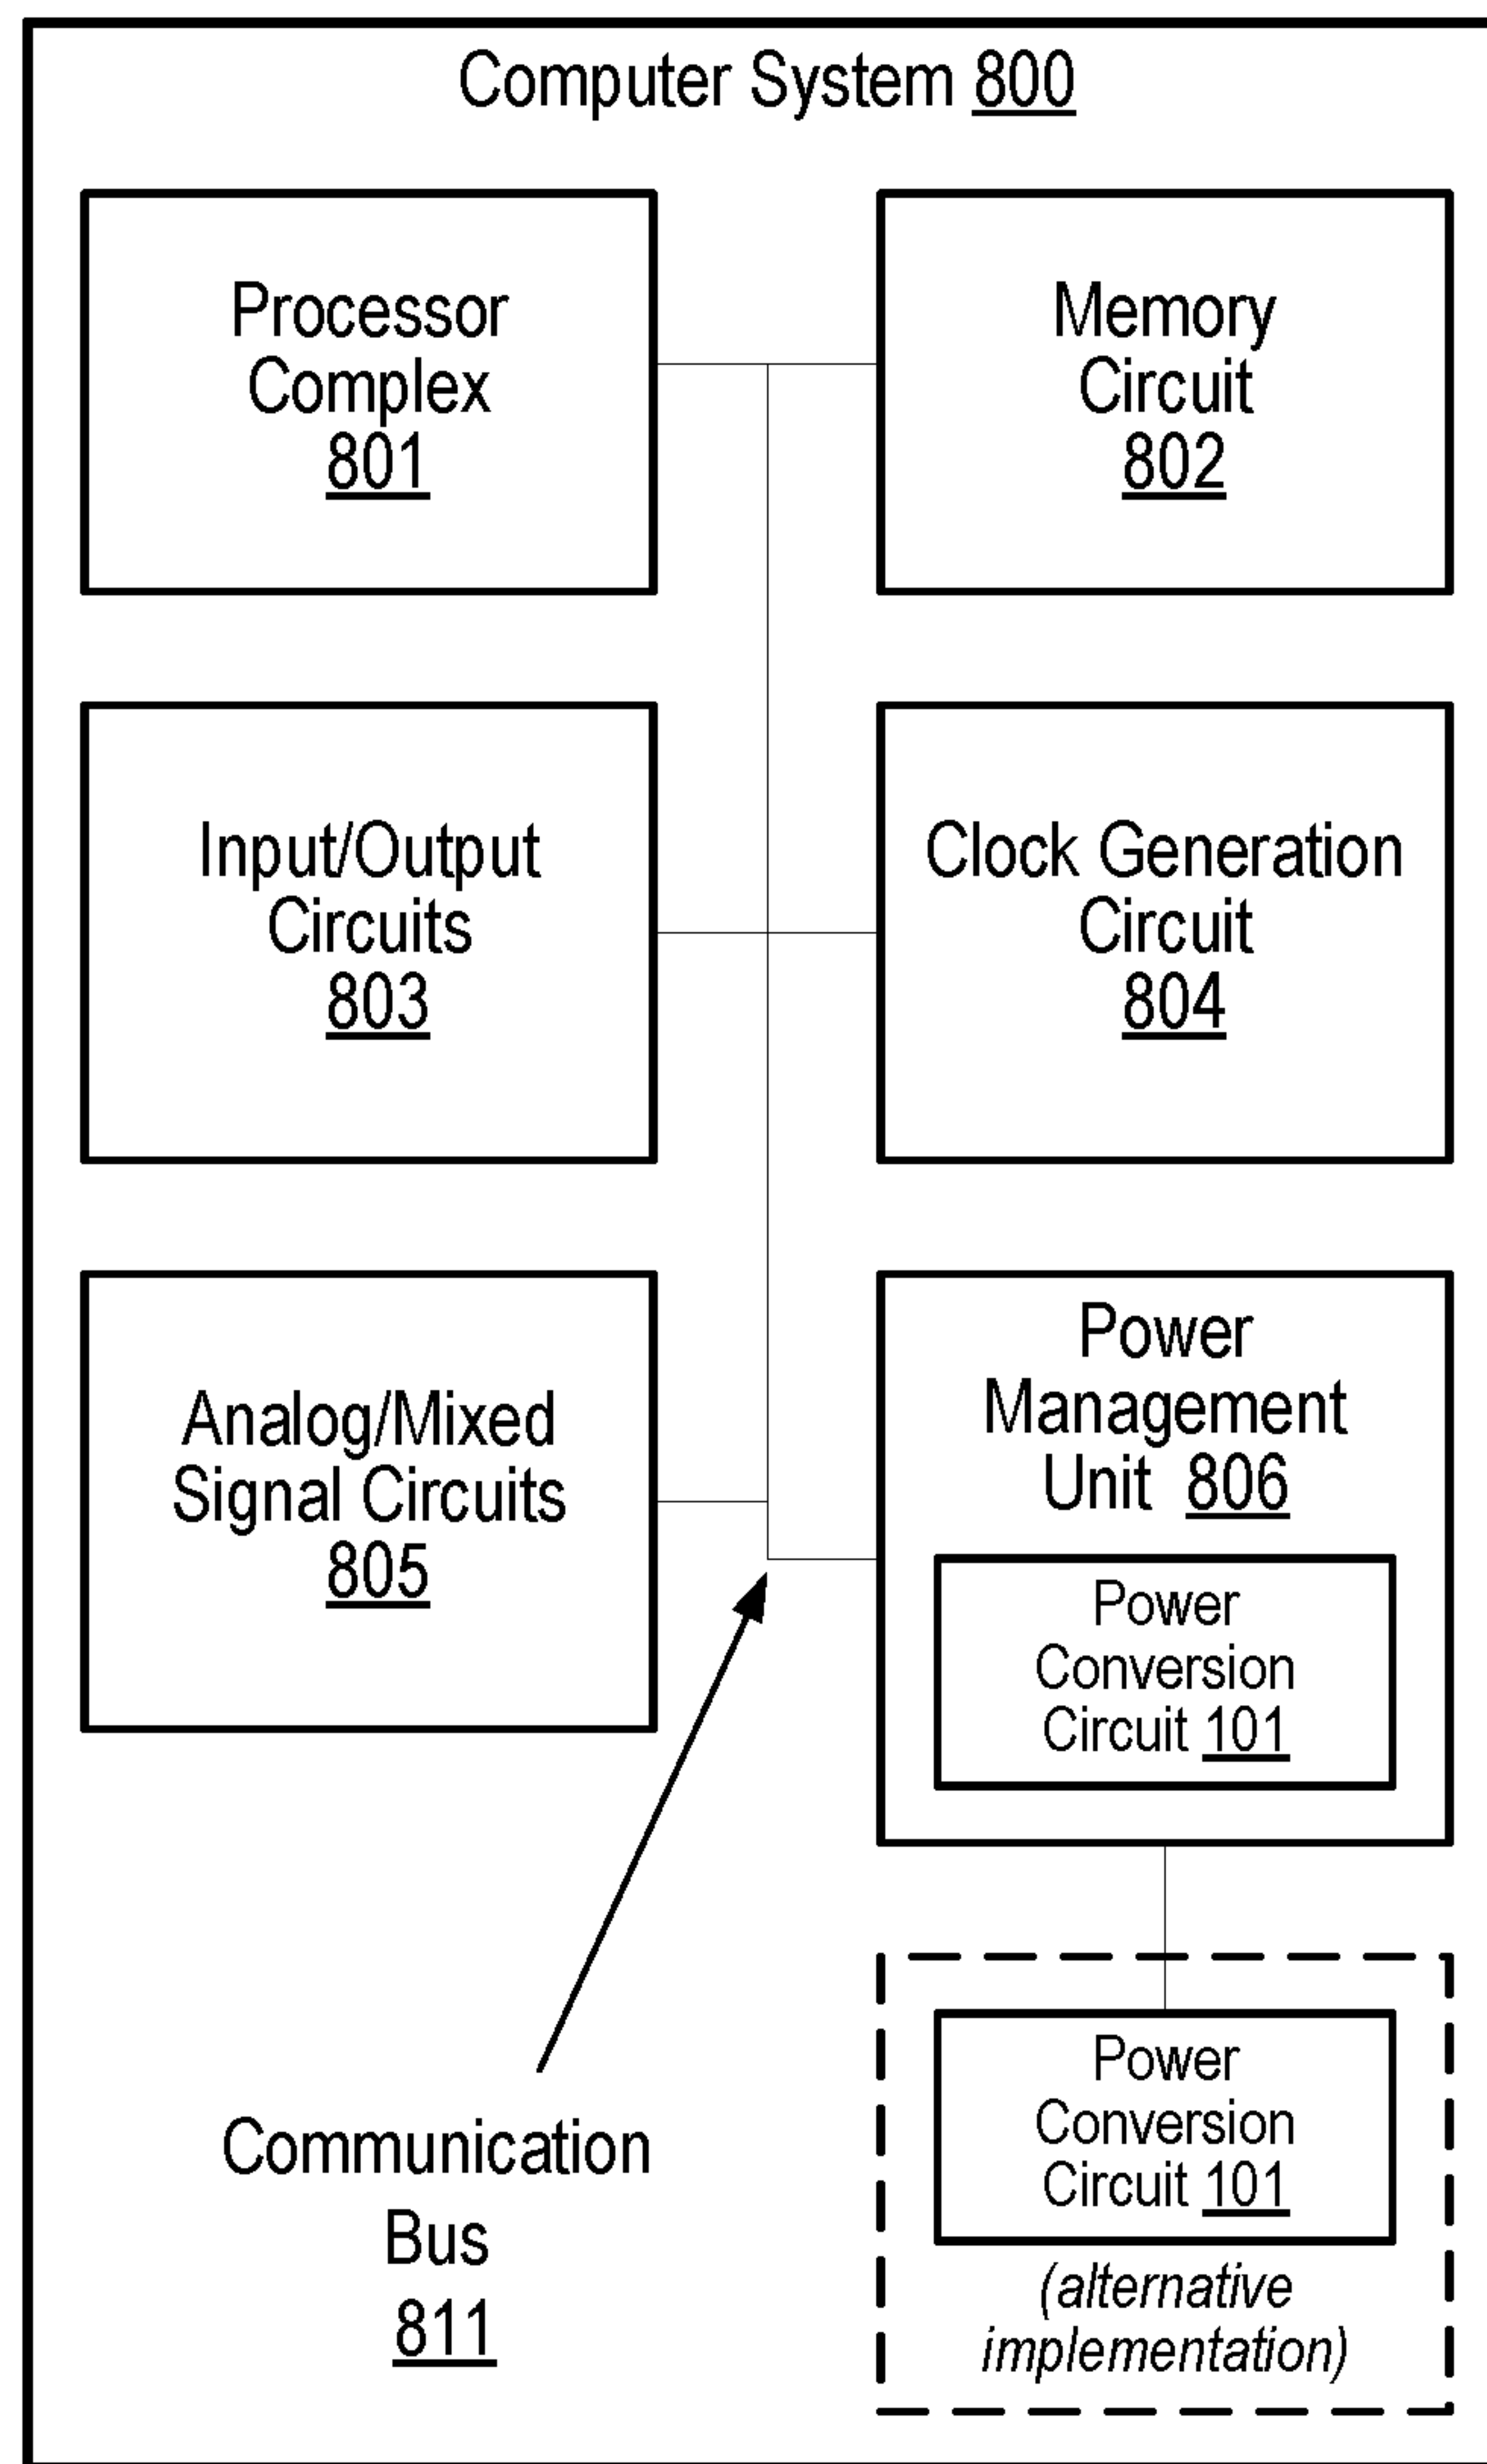 Computer System 800
Processor
Complex
801
Memory
Circuit
802
Input/Output
Circuits
803
Clock Generation
Circuit
804
Analog/Mixed
Signal Circuits
805
Power
Management
Unit 806
Power
Conversion
Circuit 101
Power
Conversion
Circuit 101
(alternative
implementation)
Communication
Bus
811